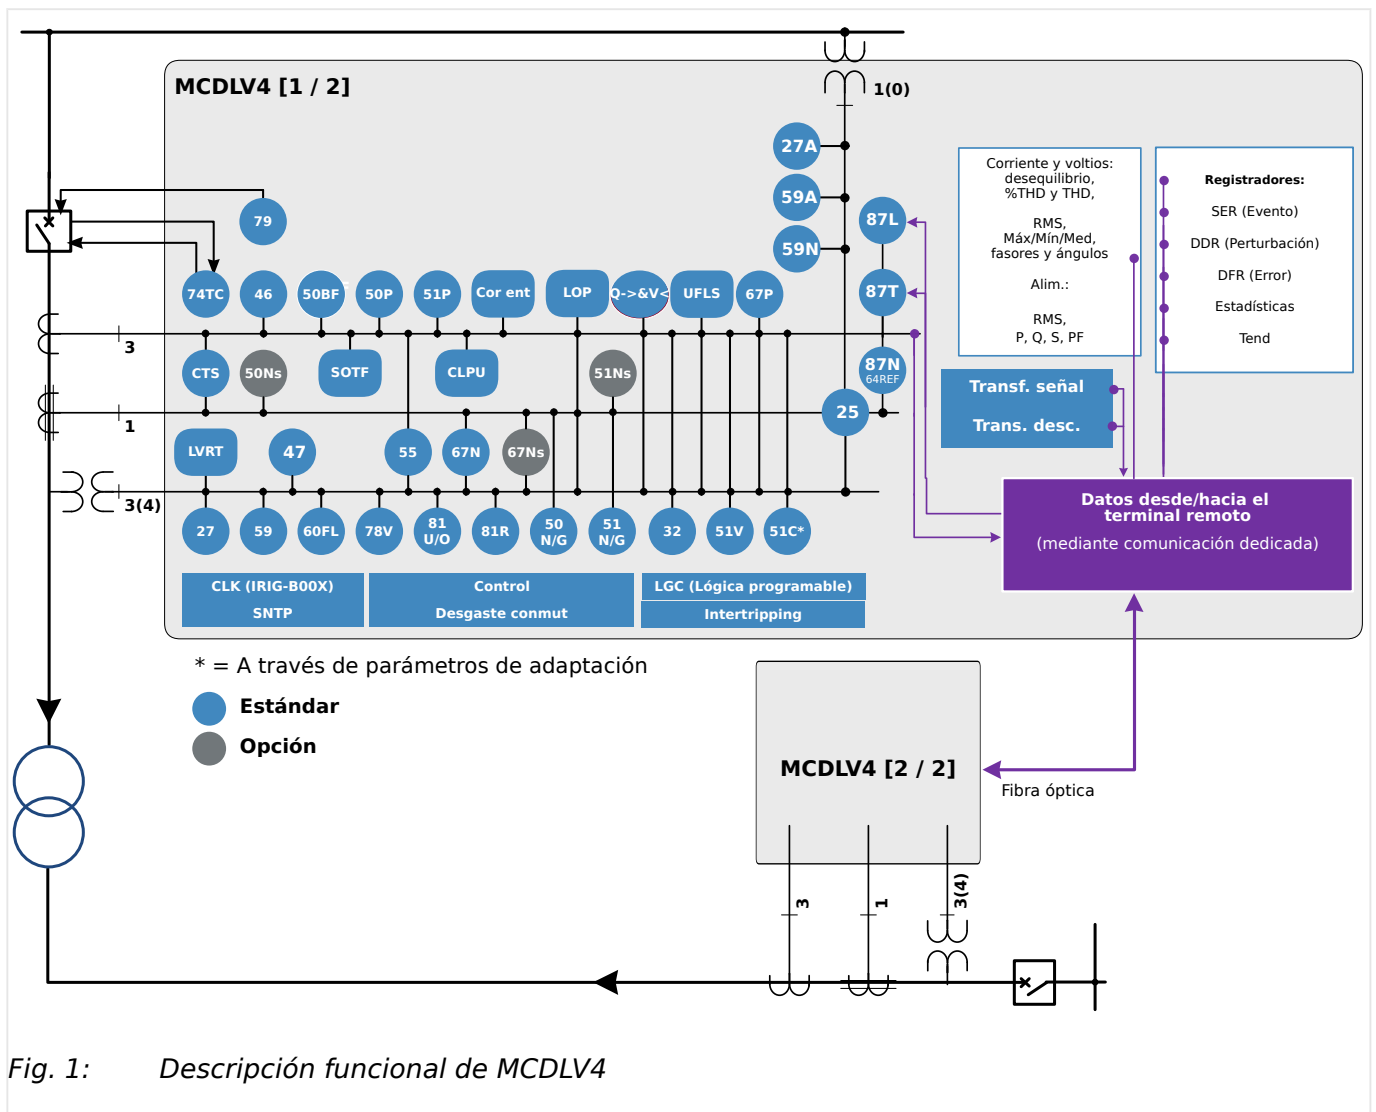 MCDLV4 [1 / 2]
1(0)
27A
59A
59N
79
87L
87T
87N
64REF
25
Corriente y voltios:
desequilibrio,
%THD y THD,
RMS,
Máx/Mín/Med,
fasores y ángulos
Alim.:
RMS,
P, Q, S, PF
Registradores:
SER (Evento)
DDR (Perturbación)
DFR (Error)
Estadísticas
Tend
74TC
46
50BF
50P
51P
Cor ent
LOP
Q->&V<
UFLS
67P
3
CTS
50Ns
SOTF
CLPU
51Ns
1
Transf. señal
Trans. desc.
LVRT
47
55
67N
67Ns
3(4)
27
59
60FL
78V
81
U/O
81R
50
N/G
51
N/G
32
51V
51C*
Datos desde/hacia el
terminal remoto
(mediante comunicación dedicada)
CLK (IRIG-B00X)
SNTP
Control
Desgaste conmut
LGC (Lógica programable)
Intertripping
* = A través de parámetros de adaptación
Estándar
Opción
MCDLV4 [2 / 2]
Fibra óptica
3
1
3(4)
Fig. 1: Descripción funcional de MCDLV4